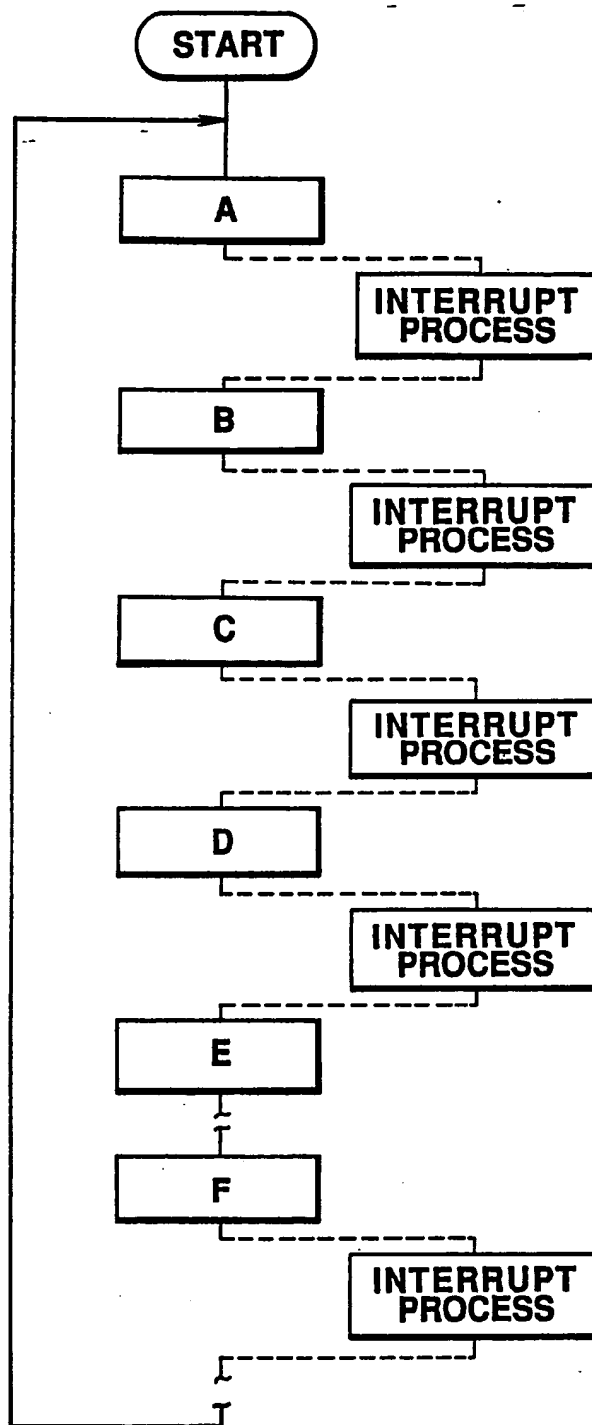 START
A
INTERRUPT
PROCESS
B
INTERRUPT
PROCESS
C
INTERRUPT
PROCESS
D
INTERRUPT
PROCESS
E
F
INTERRUPT
PROCESS